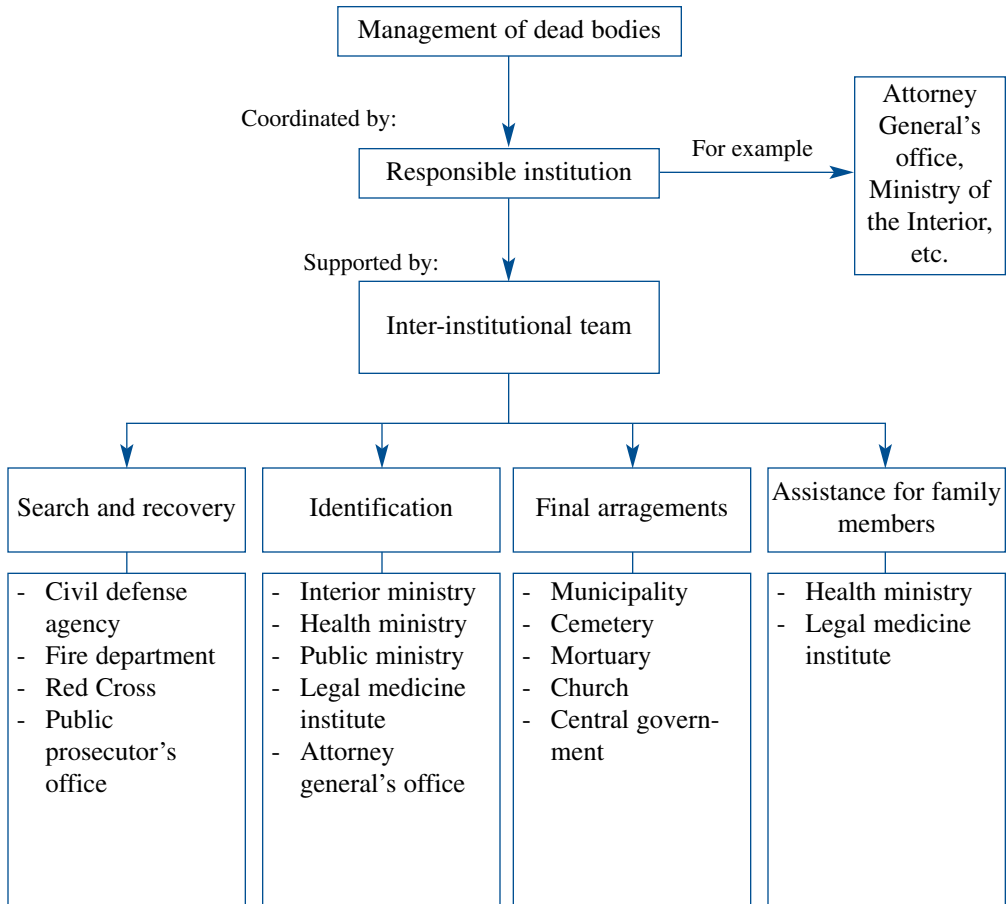 Management of dead bodies
Coordinated by:
Responsible institution
For example
Attorney
General's
office,
Ministry of
the Interior,
etc.
Supported by:
Inter-institutional team
Search and recovery
Identification
Final arragements
Assistance for family
members
- Civil defense
agency
- Fire department
- Red Cross
- Public
prosecutor's
office
- Interior ministry
- Health ministry
- Public ministry
- Legal medicine
institute
- Attorney
general's office
- Municipality
- Cemetery
- Mortuary
- Church
- Central govern-
ment
- Health ministry
- Legal medicine
institute